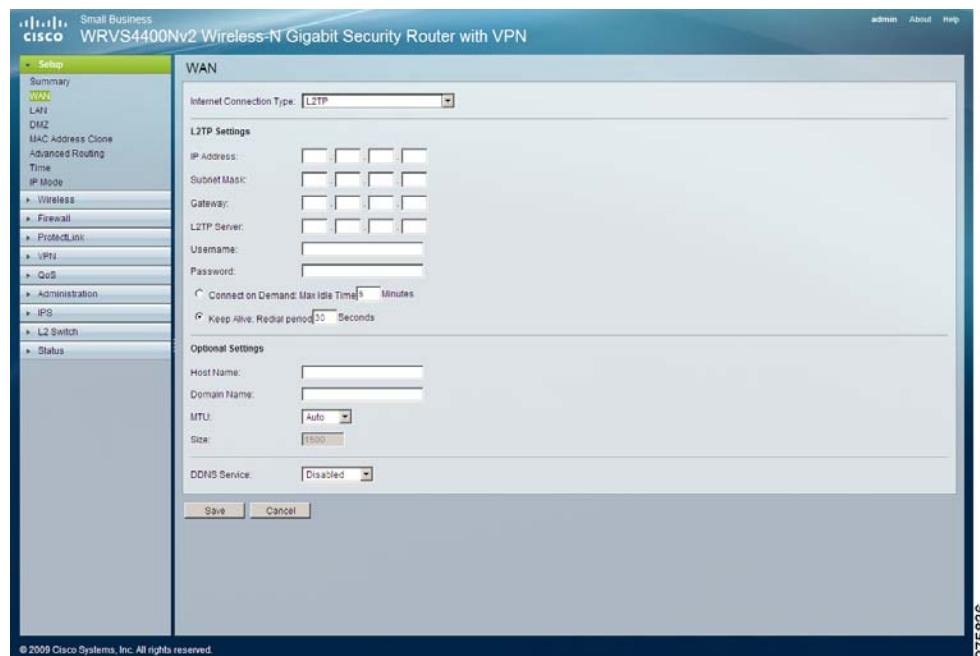 Small Business
CISCO WRVS4400Nv2 Wireless-N Gigabit Security Router with VPN
admin About Help
Setup
Summary
WAN
LAN
DMZ
MAC Address Clone
Advanced Routing
Time
IP Mode
Wireless
Firewall
ProtectLink
VPN
QoS
Administration
IPS
L2 Switch
Status
WAN
Internet Connection Type: L2TP
L2TP Settings
IP Address:
Subnet Mask:
Gateway:
L2TP Server:
Username:
Password:
Connect on Demand: Max Idle Time 5 Minutes
Keep Alive: Redial period 30 Seconds
Optional Settings
Host Name:
Domain Name:
MTU: Auto
Size: 1500
DDNS Service: Disabled
Save Cancel
© 2009 Cisco Systems, Inc. All rights reserved.